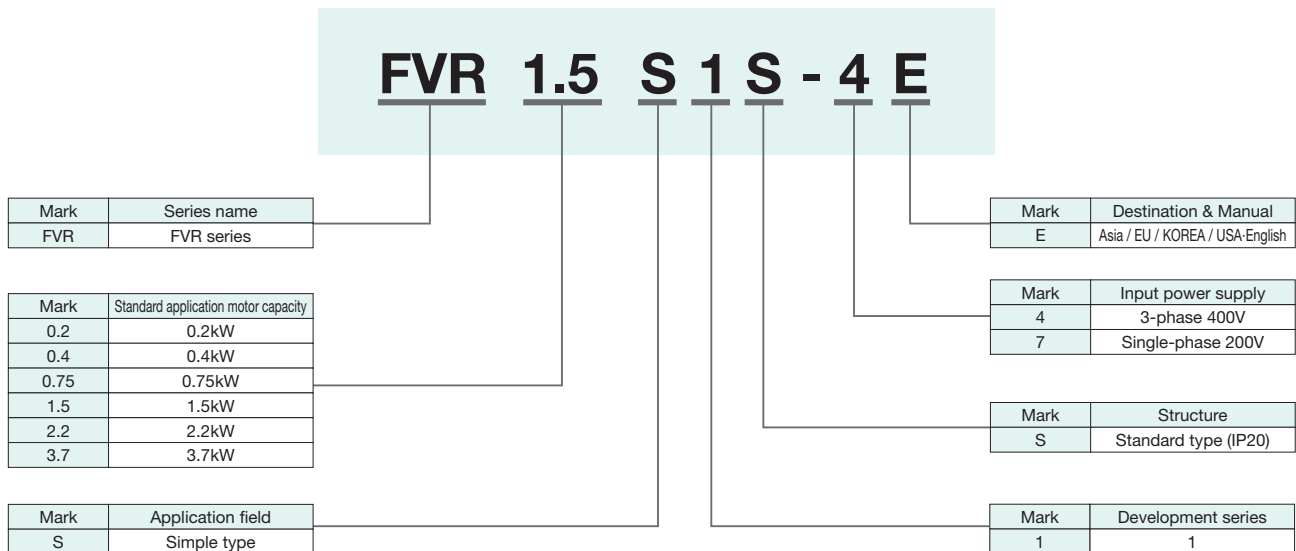 FVR 1.5 S 1 S - 4 E
Mark Series name
FVR FVR series
Mark Standard application motor capacity
0.2 0.2kW
0.4 0.4kW
0.75 0.75kW
1.5 1.5kW
2.2 2.2kW
3.7 3.7kW
Mark Application field
S Simple type
Mark Destination & Manual
E Asia / EU / KOREA / USA·English
Mark Input power supply
4 3-phase 400V
7 Single-phase 200V
Mark Structure
S Standard type (IP20)
Mark Development series
1 1